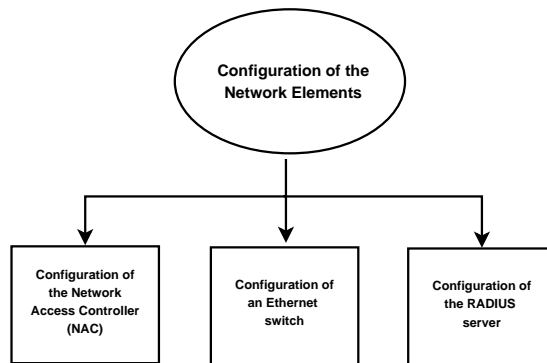 Configuration of the
Network Elements
Configuration of
the Network
Access Controller
(NAC)
Configuration of
an Ethernet
switch
Configuration of
the RADIUS
server